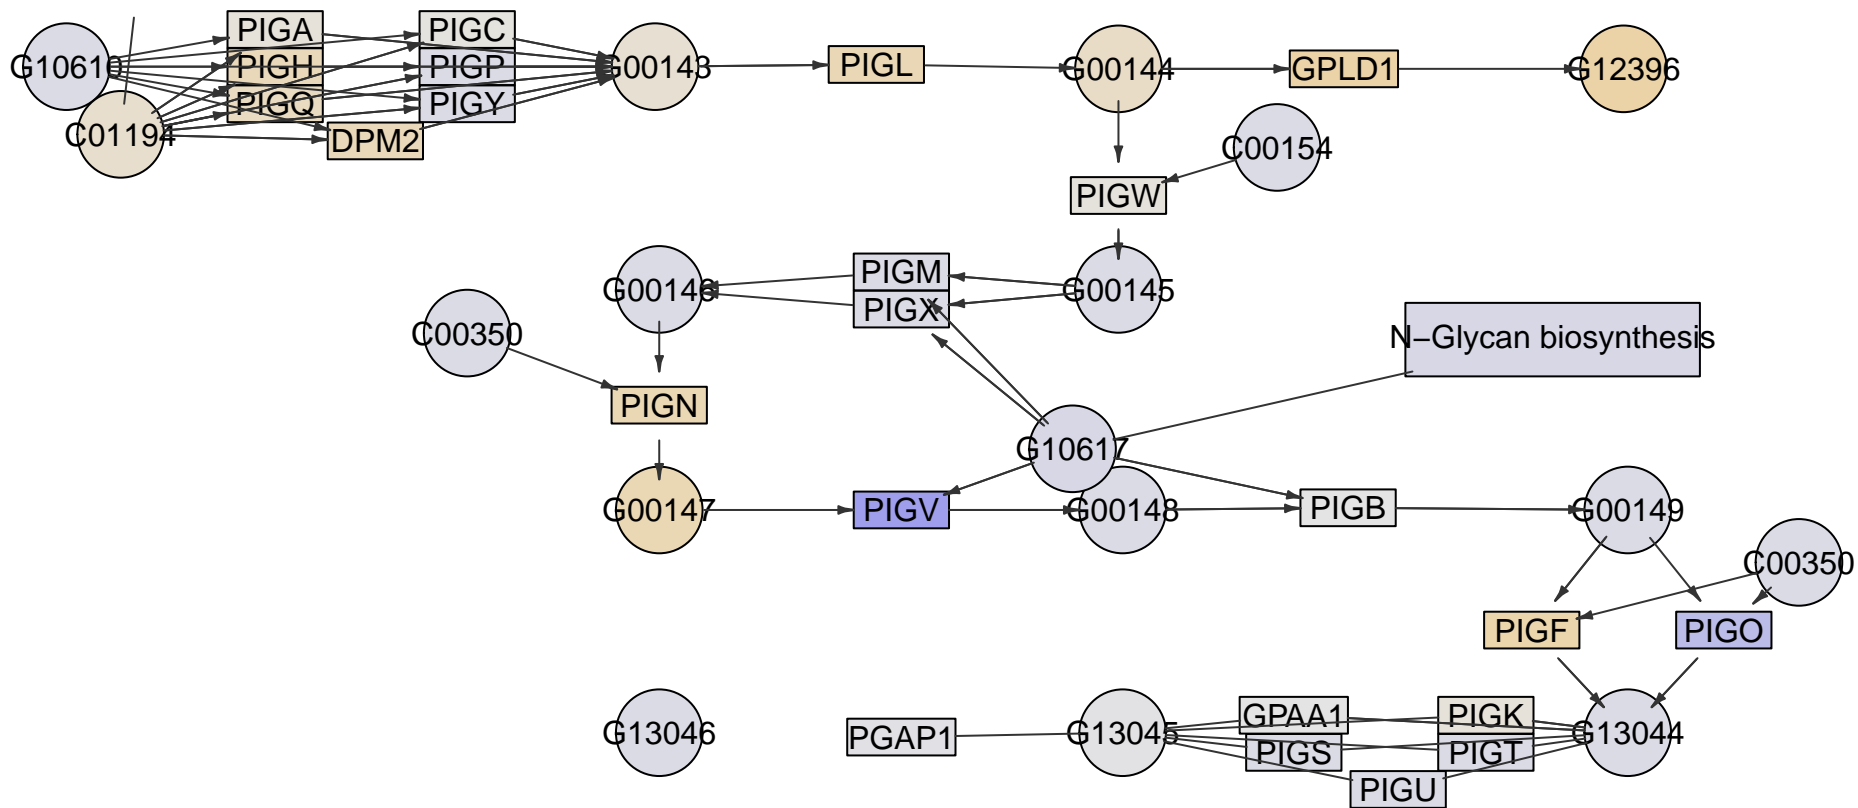 PIGA
PIGC
G10610
PIGH
PIGP
G00143
PIGL
G00144
GPLD1
G12396
PIGQ
PIGY
C01194
DPM2
C00154
PIGW
PIGM
G00146
G00145
PIGX
C00350
N–Glycan biosynthesis
PIGN
G10617
G00147
PIGV
G00148
PIGB
G00149
C00350
PIGF
PIGO
GPAA1
PIGK
G13046
PGAP1
G13045
G13044
PIGS
PIGT
PIGU